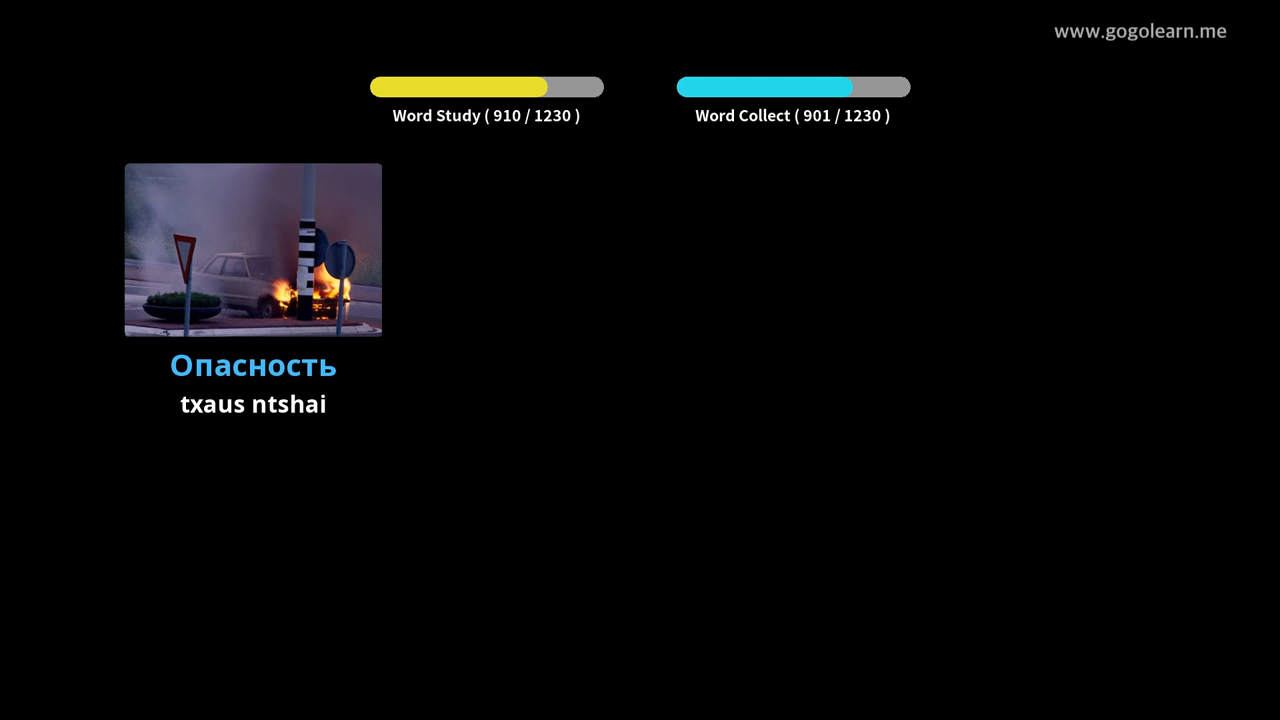 www.gogolearn.me
Word Study ( 910 / 1230 )
Word Collect ( 901 / 1230 )
Опасность
txaus ntshai